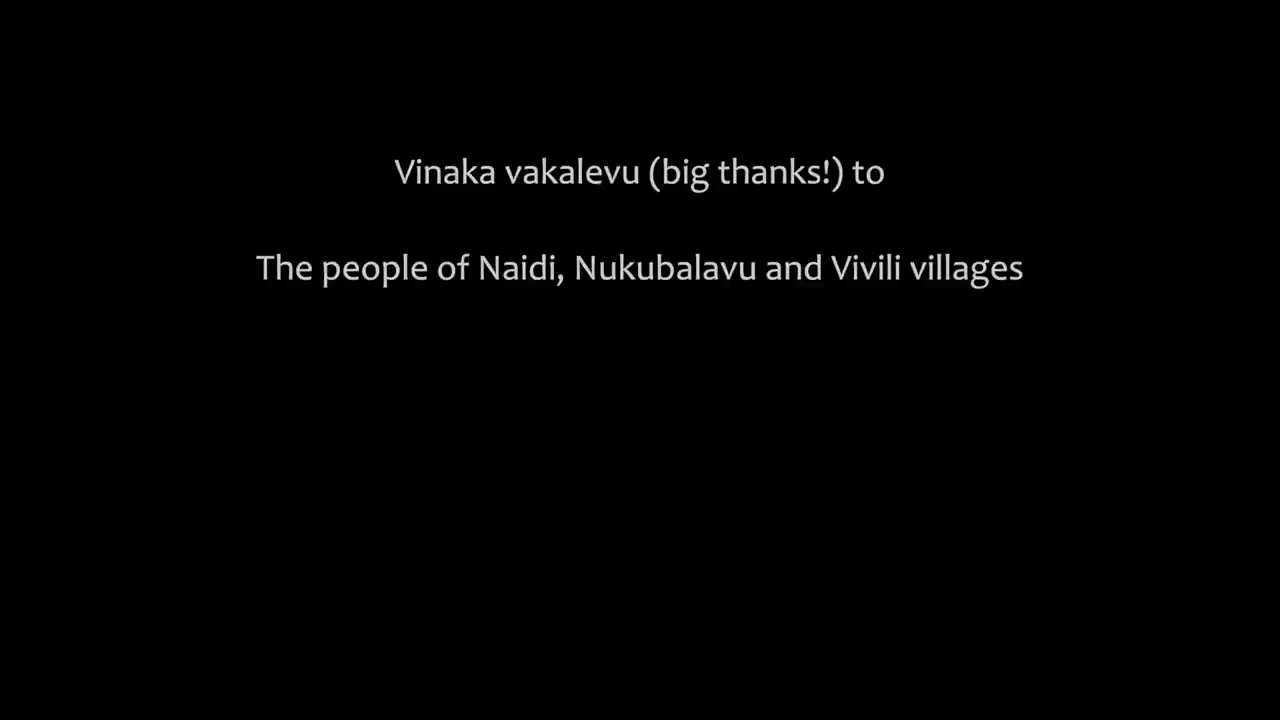 Vinaka vakalevu (big thanks!) to
The people of Naidi, Nukubalavu and Vivili villages